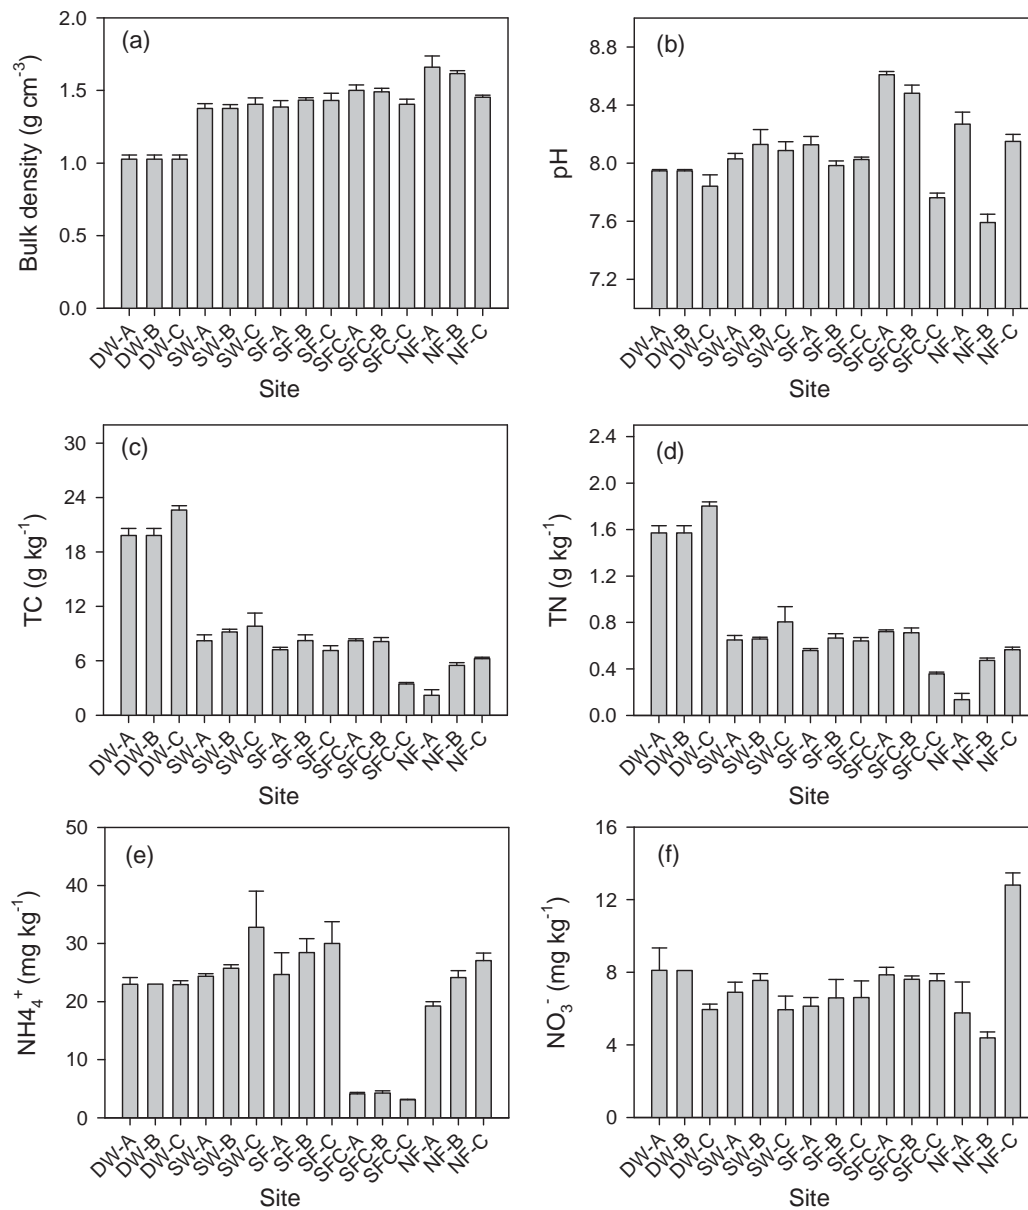 (a)
Bulk density (g cm⁻³)
2.0
1.5
1.0
0.5
0.0
DW-A DW-B DW-C SW-A SW-B SW-C SF-A SF-B SF-C SFC-A SFC-B SFC-C NF-A NF-B NF-C
Site
(b)
pH
8.8
8.4
8.0
7.6
7.2
DW-A DW-B DW-C SW-A SW-B SW-C SF-A SF-B SF-C SFC-A SFC-B SFC-C NF-A NF-B NF-C
Site
(c)
TC (g kg⁻¹)
30
24
18
12
6
0
DW-A DW-B DW-C SW-A SW-B SW-C SF-A SF-B SF-C SFC-A SFC-B SFC-C NF-A NF-B NF-C
Site
(d)
TN (g kg⁻¹)
2.4
2.0
1.6
1.2
0.8
0.4
0.0
DW-A DW-B DW-C SW-A SW-B SW-C SF-A SF-B SF-C SFC-A SFC-B SFC-C NF-A NF-B NF-C
Site
(e)
NH4₄⁺ (mg kg⁻¹)
50
40
30
20
10
0
DW-A DW-B DW-C SW-A SW-B SW-C SF-A SF-B SF-C SFC-A SFC-B SFC-C NF-A NF-B NF-C
Site
(f)
NO₃⁻ (mg kg⁻¹)
16
12
8
4
0
DW-A DW-B DW-C SW-A SW-B SW-C SF-A SF-B SF-C SFC-A SFC-B SFC-C NF-A NF-B NF-C
Site